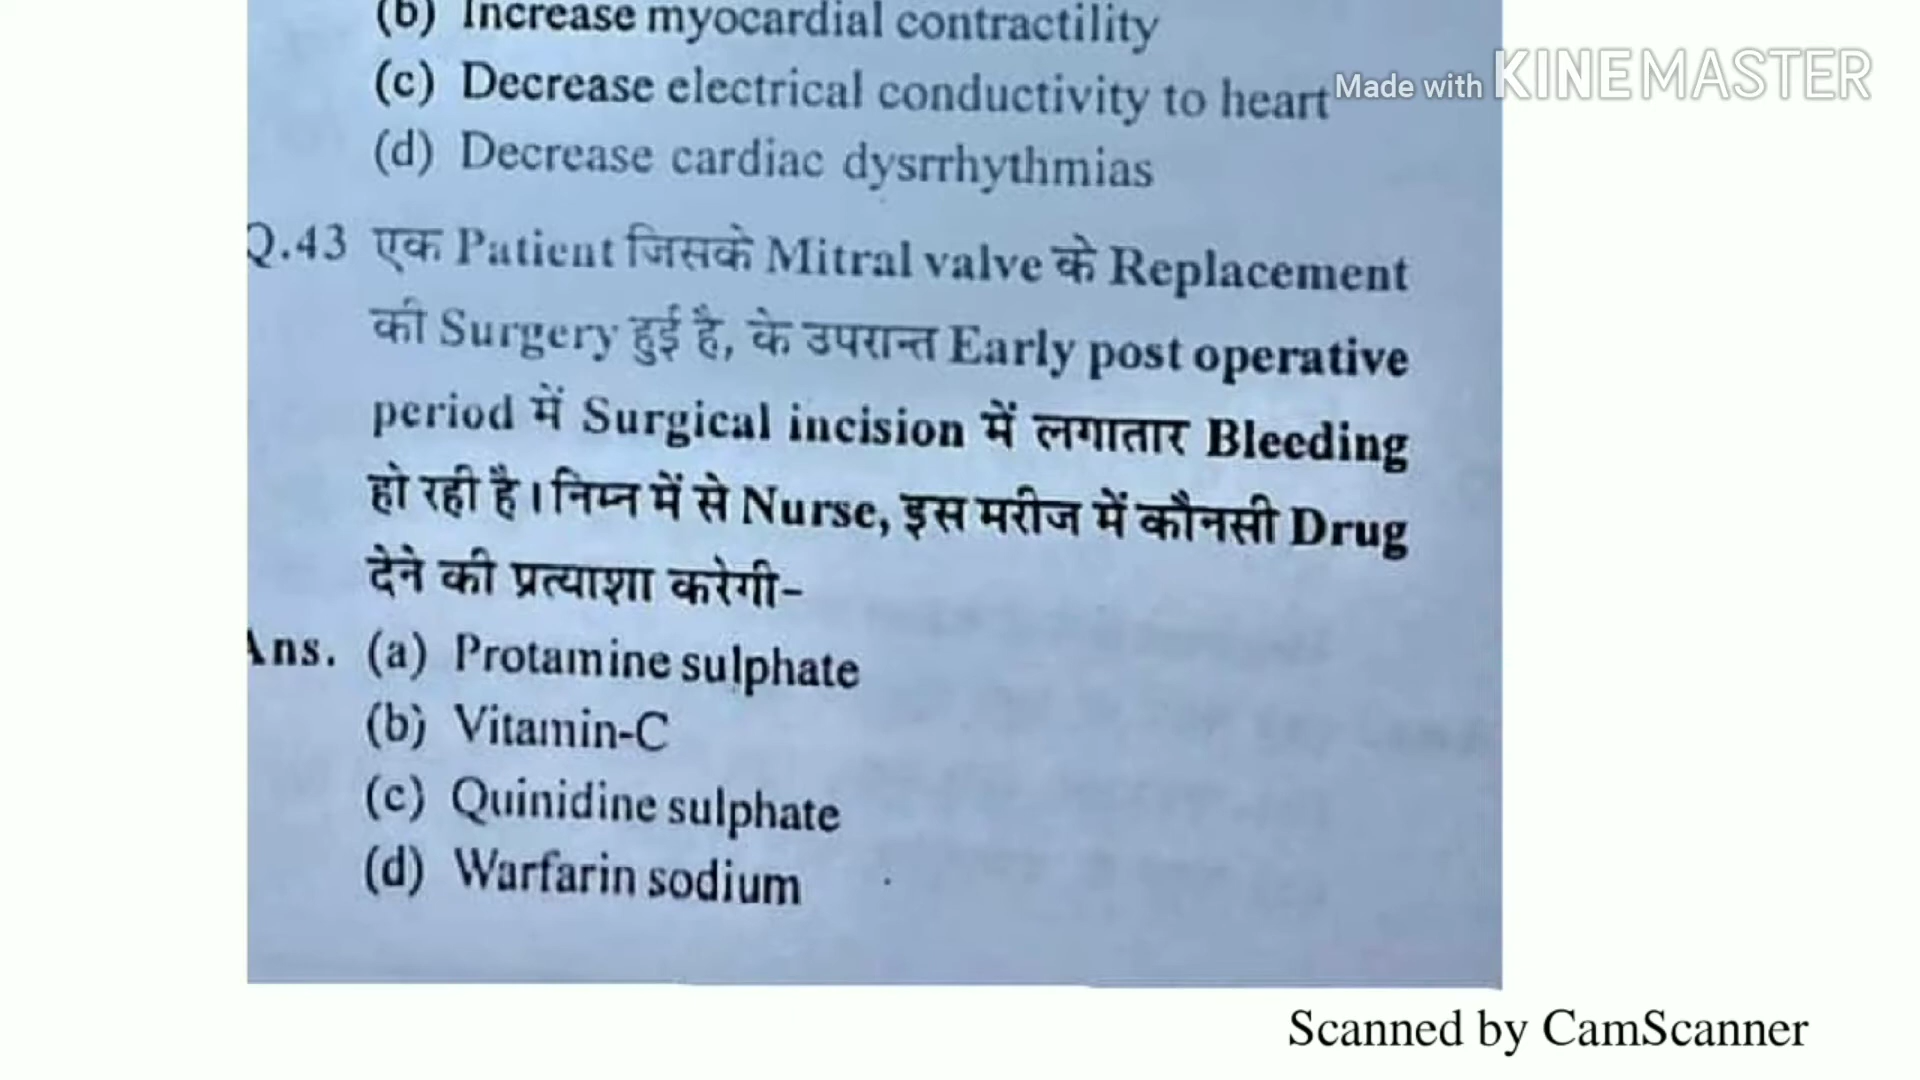 (b) Increase myocardial contractility
Made with KINEMASTER
(c) Decrease electrical conductivity to heart
(d) Decrease cardiac dysrrhythmias
Q.43 एक Patient जिसके Mitral valve के Replacement
की Surgery हुई है, के उपरान्त Early post operative
period में Surgical incision में लगातार Bleeding
हो रही है। निम्न में से Nurse, इस मरीज में कौनसी Drug
देने की प्रत्याशा करेगी-
Ans. (a) Protamine sulphate
(b) Vitamin-C
(c) Quinidine sulphate
(d) Warfarin sodium
Scanned by CamScanner